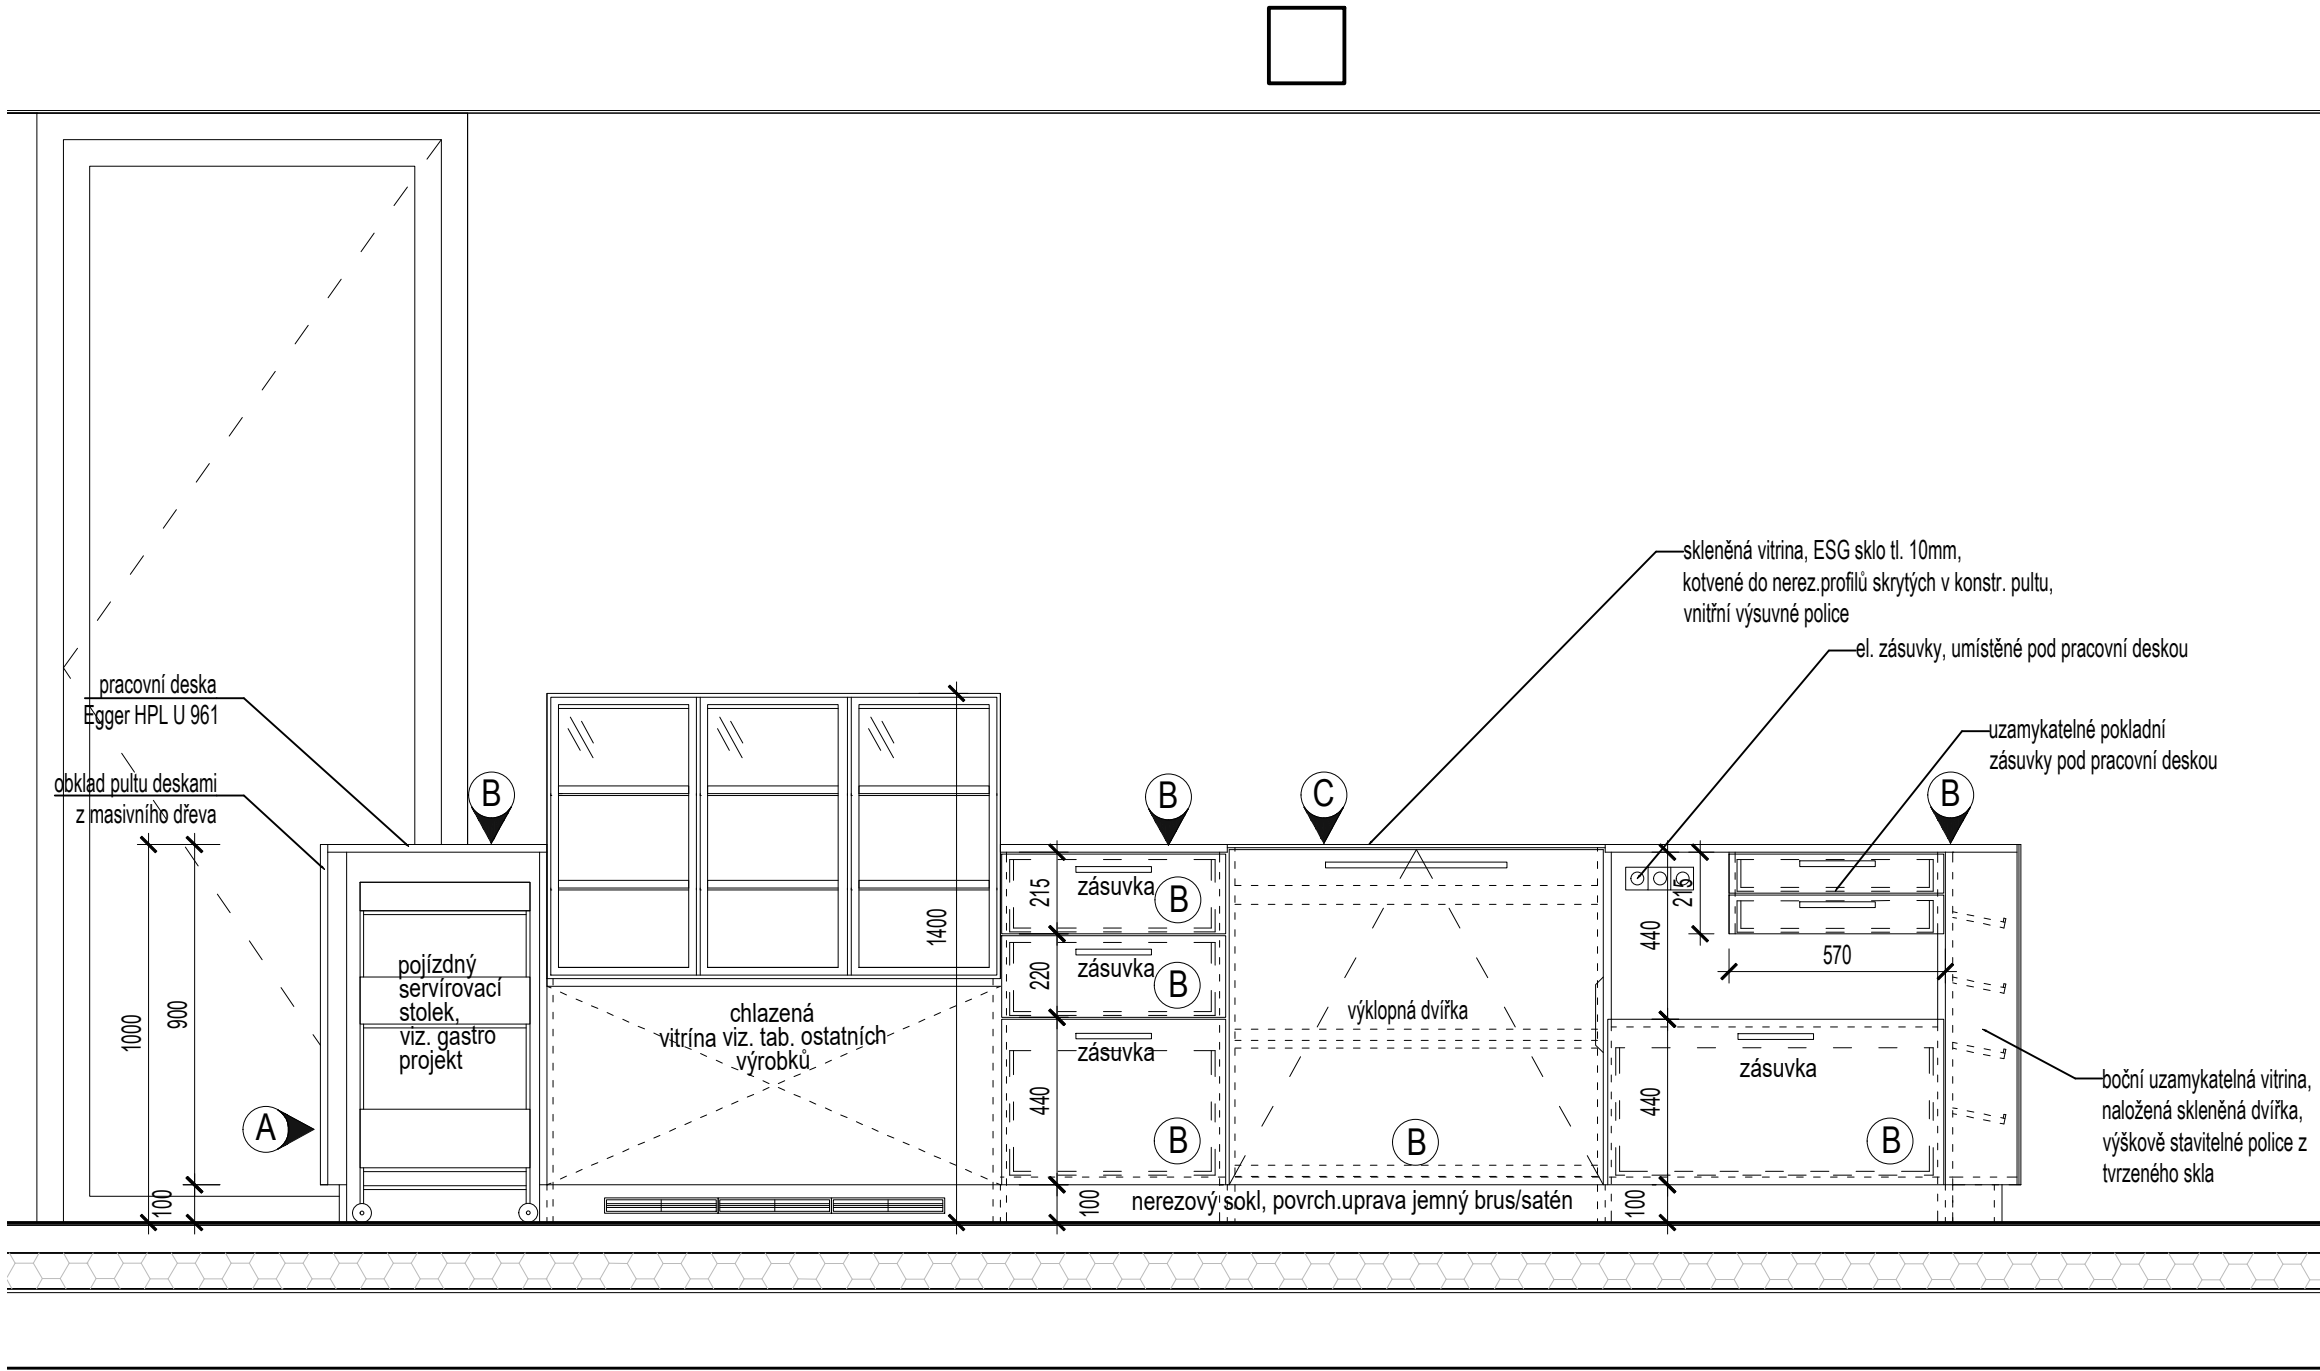 skleněná vitrina, ESG sklo tl. 10mm,
kotvené do nerez.profilů skrytých v konstr. pultu,
vnitřní výsuvné police
el. zásuvky, umístěné pod pracovní deskou
pracovní deska
Egger HPL U 961
uzamykatelné pokladní
zásuvky pod pracovní deskou
obklad pultu deskami
z masivního dřeva
B
B
C
B
zásuvka
B
215
215
1400
440
570
pojízdný
servírovací
stolek,
viz. gastro
projekt
zásuvka
B
220
chlazená
vitrína viz. tab. ostatních
výrobků
výklopná dvířka
1000
900
zásuvka
zásuvka
440
440
A
B
B
B
boční uzamykatelná vitrina,
naložená skleněná dvířka,
výškově stavitelné police z
tvrzeného skla
100
100
nerezový sokl, povrch.uprava jemný brus/satén
100